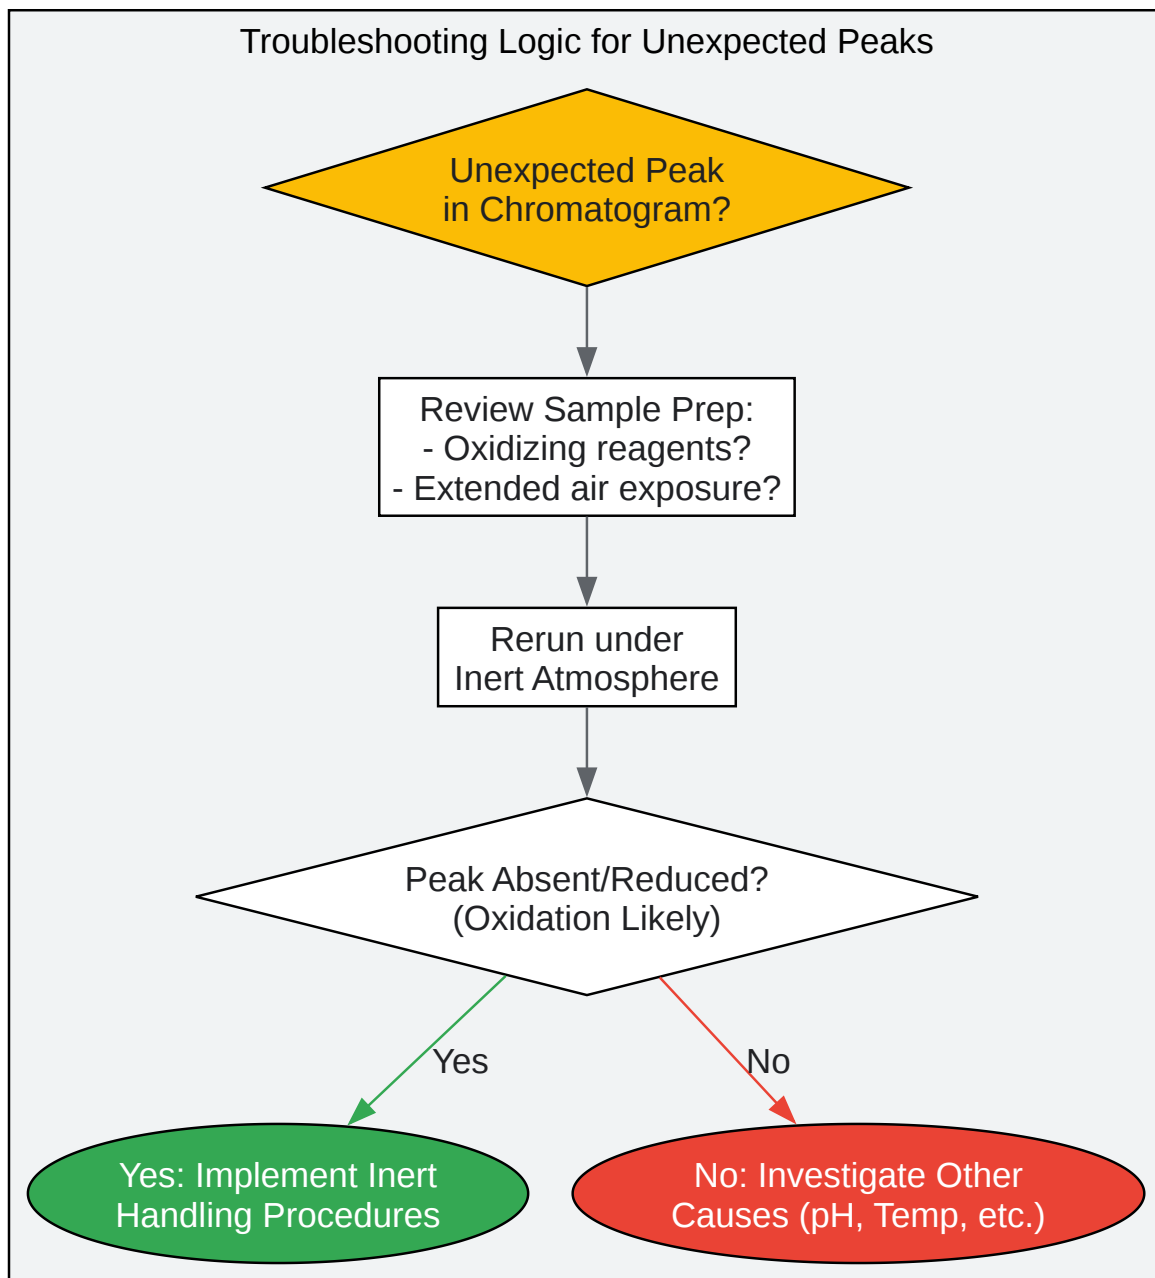 Troubleshooting Logic for Unexpected Peaks
Unexpected Peak
in Chromatogram?
Review Sample Prep:
- Oxidizing reagents?
- Extended air exposure?
Rerun under
Inert Atmosphere
Peak Absent/Reduced?
(Oxidation Likely)
Yes
No
Yes: Implement Inert
Handling Procedures
No: Investigate Other
Causes (pH, Temp, etc.)